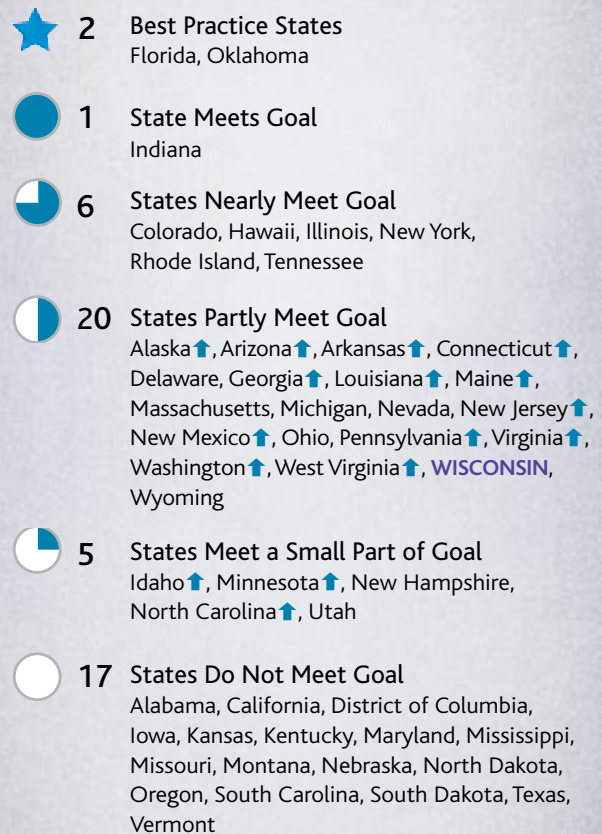 2 Best Practice States
Florida, Oklahoma
1 State Meets Goal
Indiana
6 States Nearly Meet Goal
Colorado, Hawaii, Illinois, New York,
Rhode Island, Tennessee
20 States Partly Meet Goal
Alaska⬆, Arizona⬆, Arkansas⬆, Connecticut⬆,
Delaware, Georgia⬆, Louisiana⬆, Maine⬆,
Massachusetts, Michigan, Nevada, New Jersey⬆,
New Mexico⬆, Ohio, Pennsylvania⬆, Virginia⬆,
Washington⬆, West Virginia⬆, WISCONSIN,
Wyoming
5 States Meet a Small Part of Goal
Idaho⬆, Minnesota⬆, New Hampshire,
North Carolina⬆, Utah
17 States Do Not Meet Goal
Alabama, California, District of Columbia,
Iowa, Kansas, Kentucky, Maryland, Mississippi,
Missouri, Montana, Nebraska, North Dakota,
Oregon, South Carolina, South Dakota, Texas,
Vermont